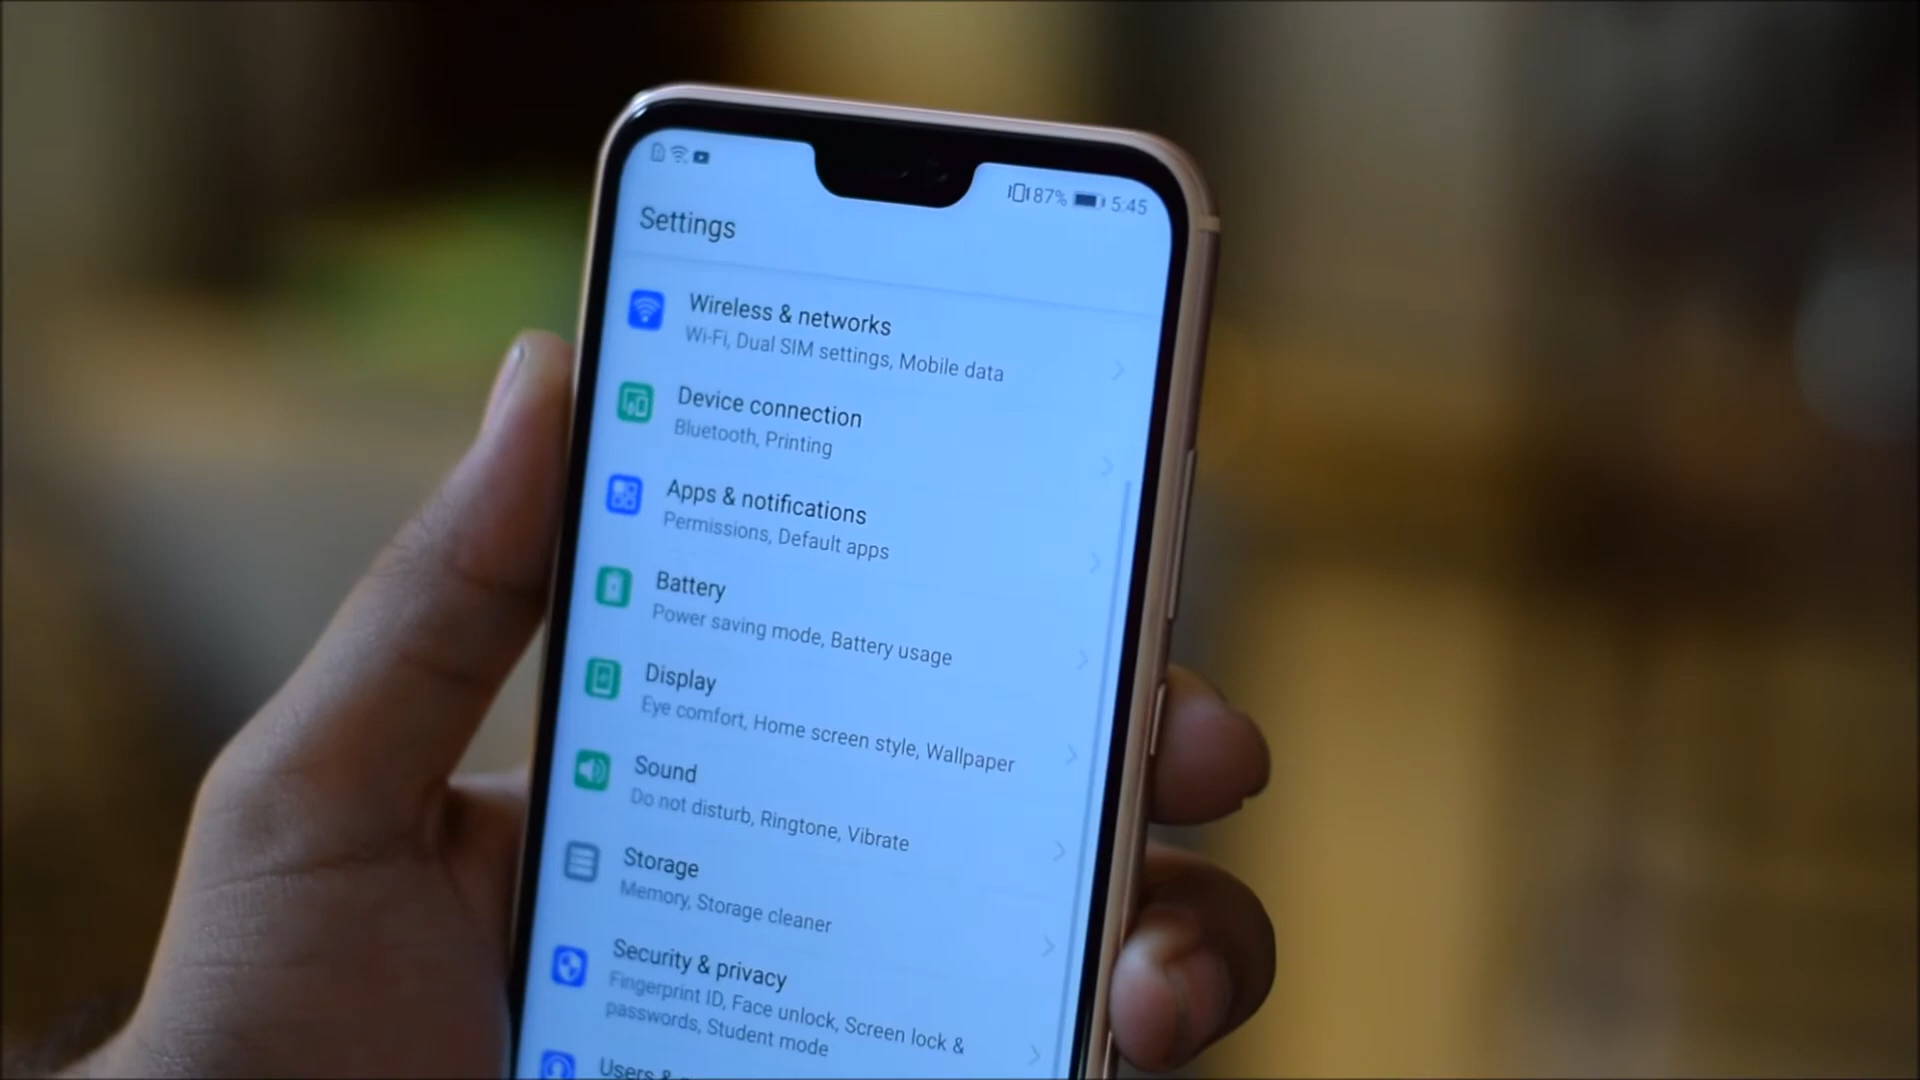 87% 5:45
Settings
Wireless & networks
Wi-Fi, Dual SIM settings, Mobile data
Device connection
Bluetooth, Printing
Apps & notifications
Permissions, Default apps
Battery
Power saving mode, Battery usage
Display
Eye comfort, Home screen style, Wallpaper
Sound
Do not disturb, Ringtone, Vibrate
Storage
Memory, Storage cleaner
Security & privacy
Fingerprint ID, Face unlock, Screen lock &
passwords, Student mode
Users &